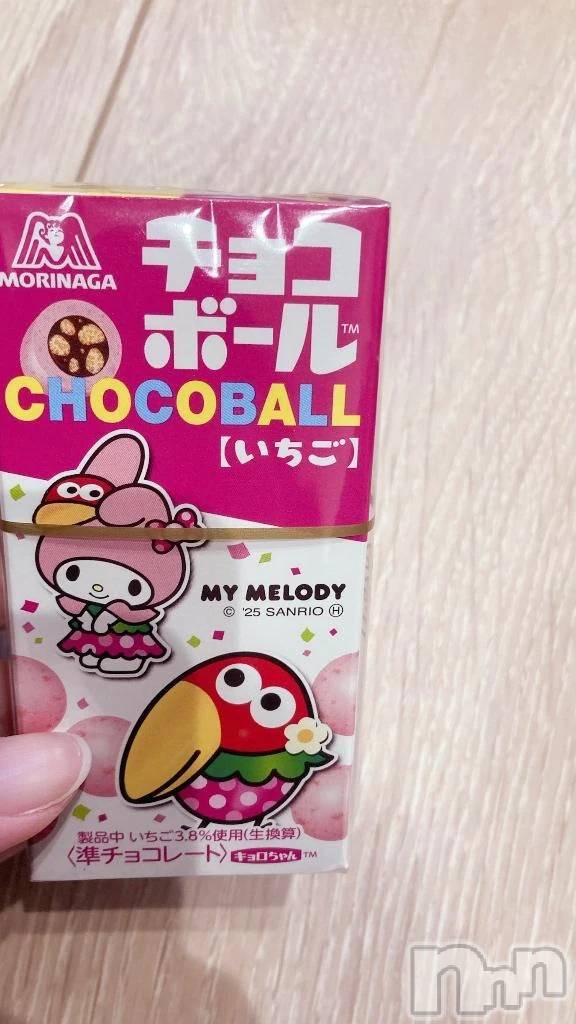 MORINAGA
チョコ
ボール™
CHOCOBALL
【いちご】
MY MELODY
© '25 SANRIO Ⓗ
製品中 いちご3.8%使用(生換算)
〈準チョコレート〉 キョロちゃん™
nnn